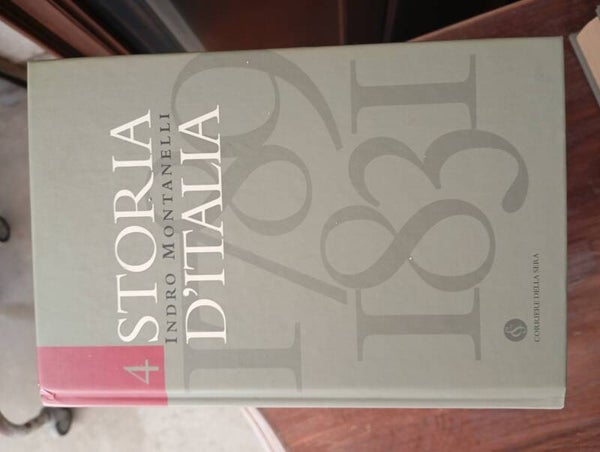 4
STORIA
INDRO MONTANELLI
D'ITALIA
1789
1831
CORRIERE DELLA SERA